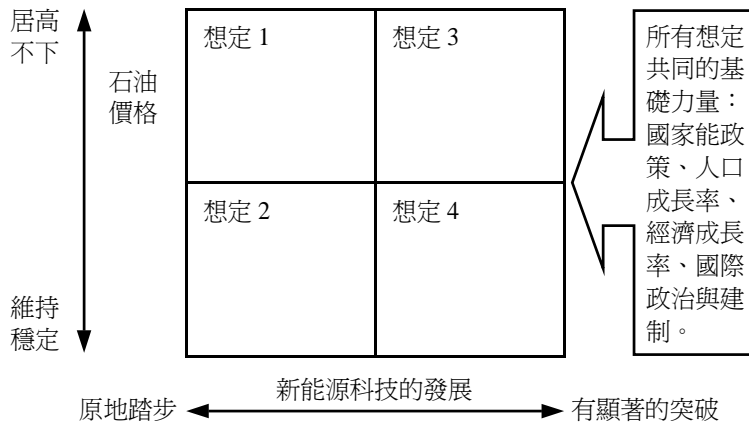 居高
不下
石油
價格
維持
穩定
想定 1
想定 3
想定 2
想定 4
所有想定
共同的基
礎力量：
國家能政
策、人口
成長率、
經濟成長
率、國際
政治與建
制。
新能源科技的發展
原地踏步
有顯著的突破